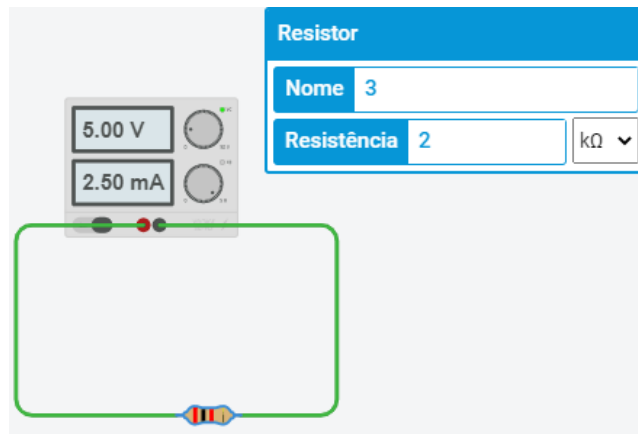 Resistor
Nome 3
Resistência 2 kΩ
5.00 V
2.50 mA